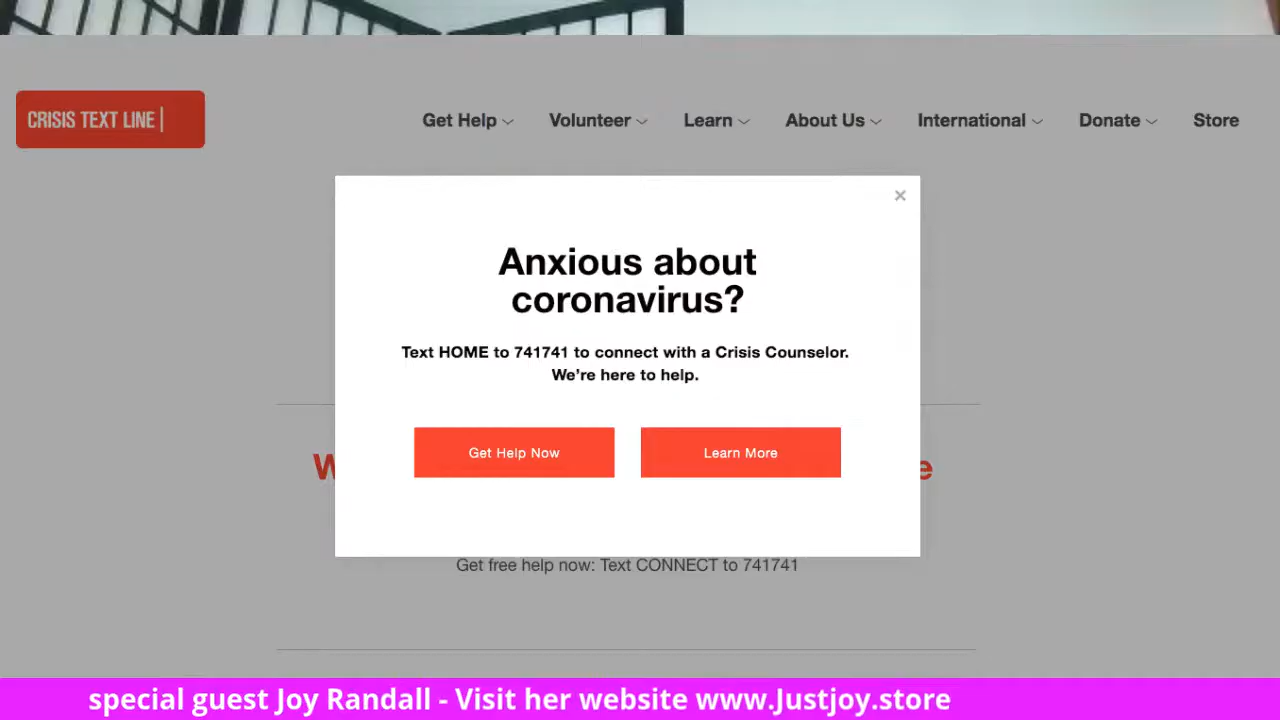 CRISIS TEXT LINE
Get Help Volunteer Learn About Us International Donate Store
×
Anxious about
coronavirus?
Text HOME to 741741 to connect with a Crisis Counselor.
We're here to help.
Get Help Now Learn More
Get free help now: Text CONNECT to 741741
special guest Joy Randall - Visit her website www.Justjoy.store